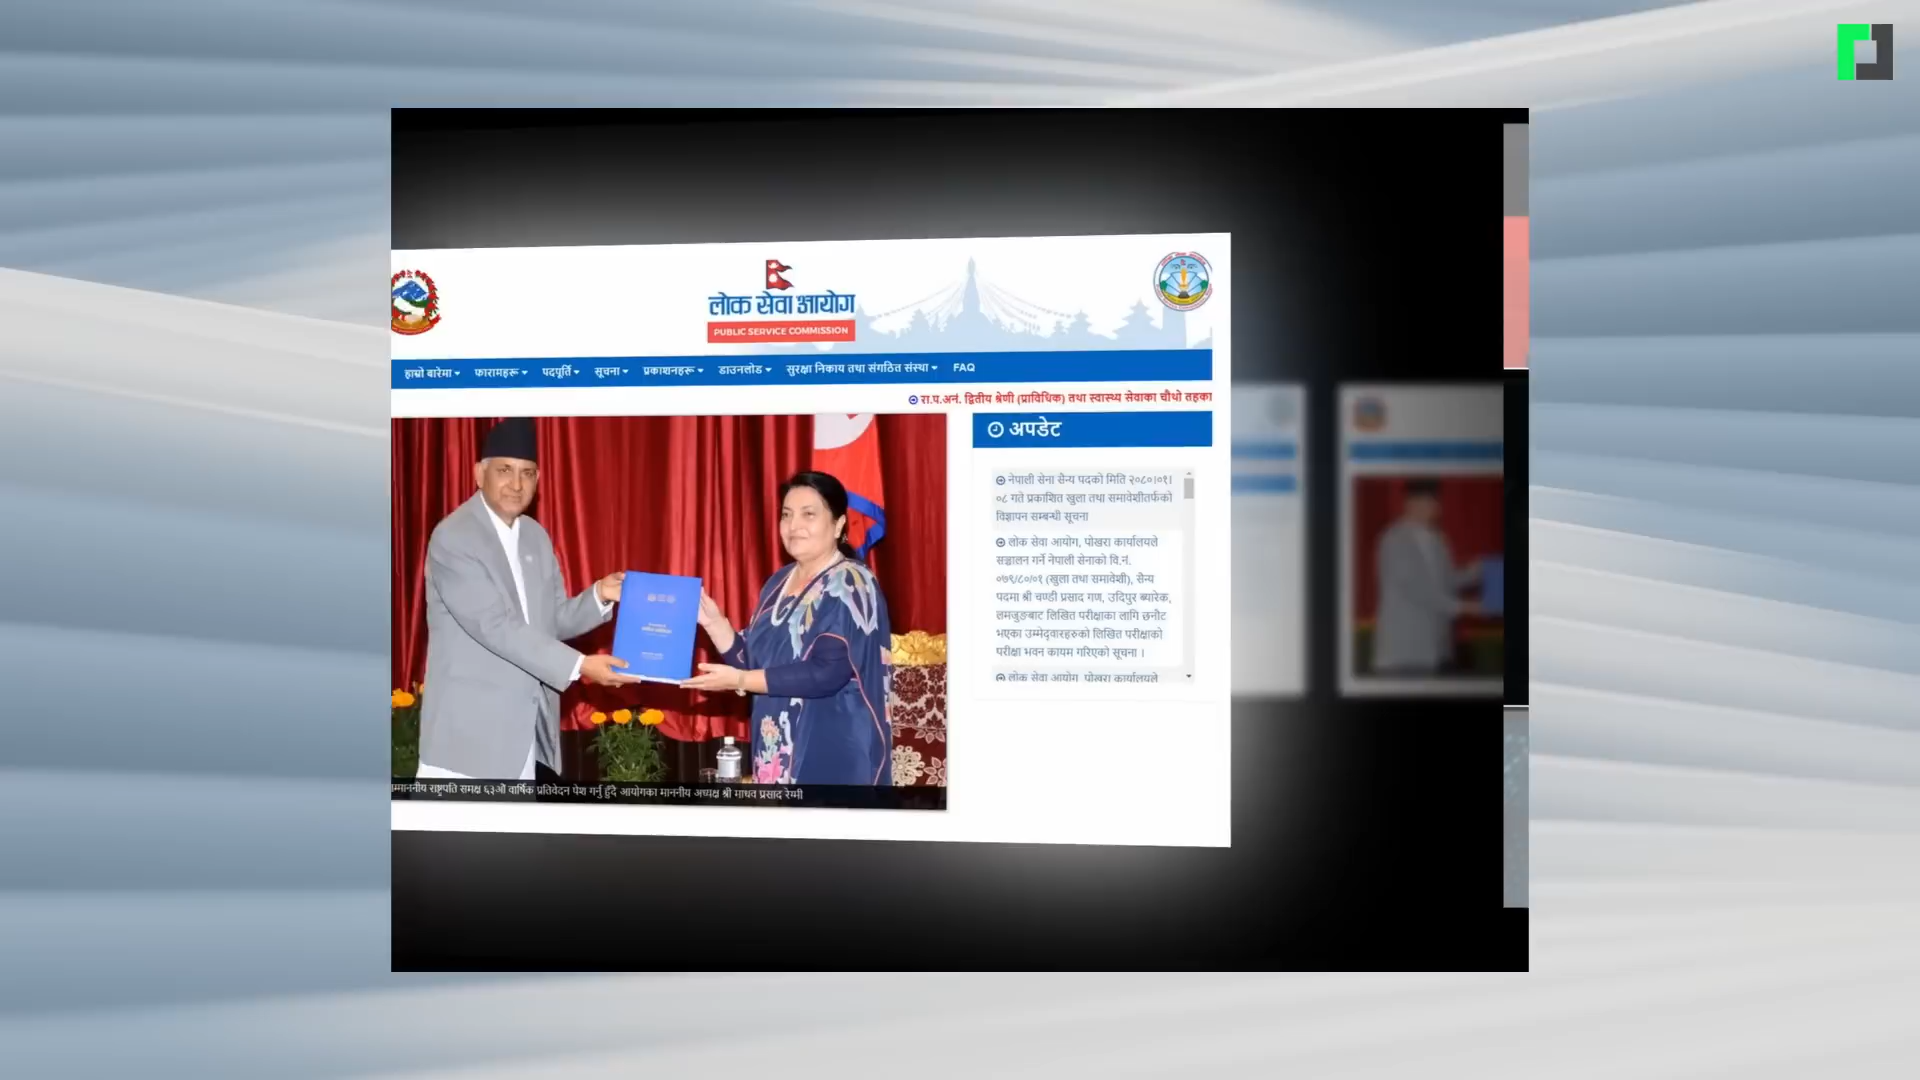 लोक सेवा आयोग
PUBLIC SERVICE COMMISSION
हाम्रो बारेमा फारामहरू पदपूर्ति सूचना प्रकाशनहरू डाउनलोड सुरक्षा निकाय तथा संगठित संस्था FAQ
रा.प.अनं. द्वितीय श्रेणी (प्राविधिक) तथा स्वास्थ्य सेवाका चौथो तहका
अपडेट
नेपाली सेना सैन्य पदको मिति २०८०।०१।
०८ गते प्रकाशित खुला तथा समावेशीतर्फको
विज्ञापन सम्बन्धी सूचना
लोक सेवा आयोग, पोखरा कार्यालयले
सञ्चालन गर्ने नेपाली सेनाको वि.नं.
०७९/८०/०१ (खुला तथा समावेशी), सैन्य
पदमा श्री चण्डी प्रसाद गण, उदिपुर ब्यारेक,
लमजुङबाट लिखित परीक्षाका लागि छनौट
भएका उम्मेदवारहरुको लिखित परीक्षाको
परीक्षा भवन कायम गरिएको सूचना ।
लोक सेवा आयोग, पोखरा कार्यालयले
म्माननीय राष्ट्रपति समक्ष ६३औं वार्षिक प्रतिवेदन पेश गर्नु हुँदै आयोगका माननीय अध्यक्ष श्री माधव प्रसाद रेग्मी